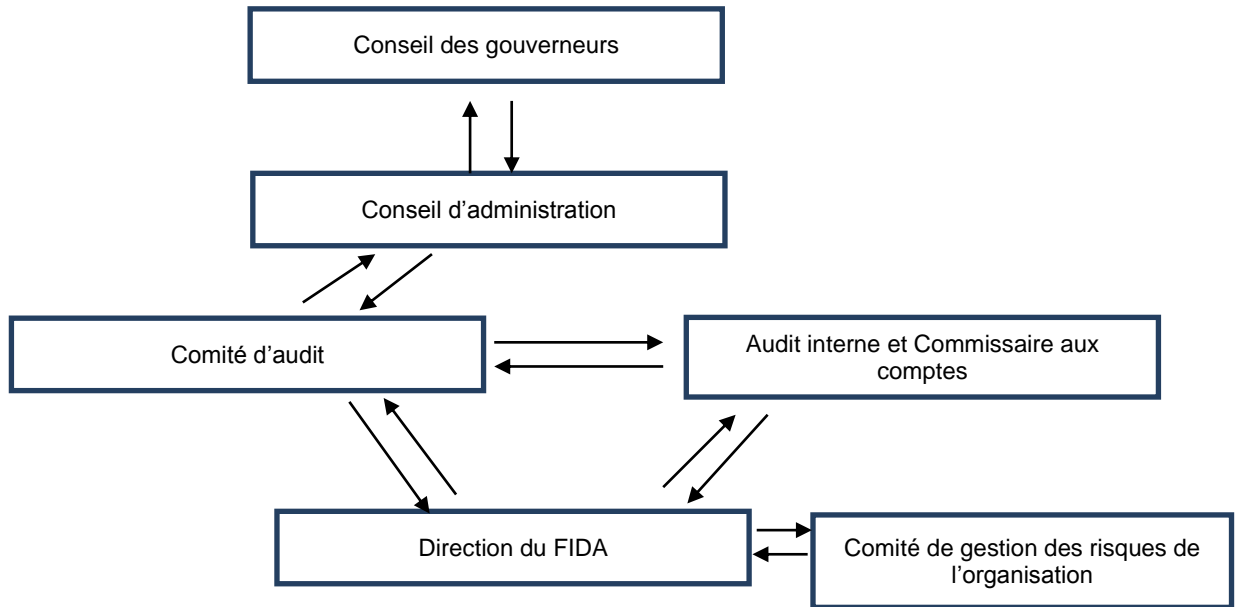 Conseil des gouverneurs
Conseil d’administration
Comité d’audit
Audit interne et Commissaire aux
comptes
Direction du FIDA
Comité de gestion des risques de
l’organisation